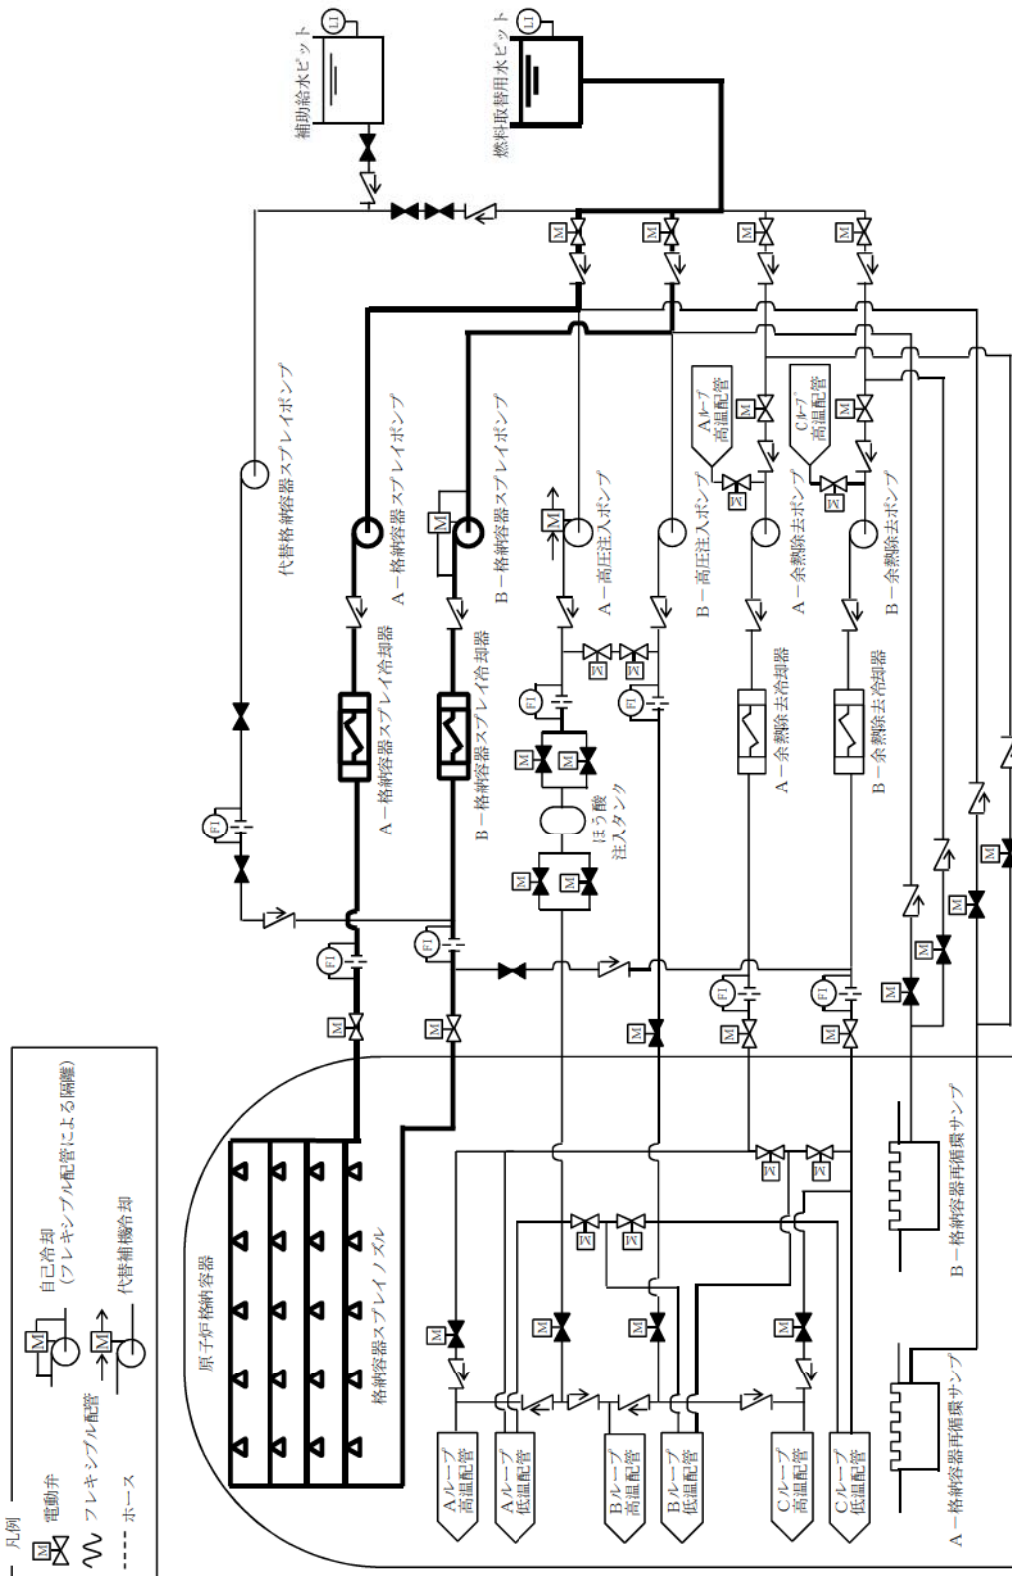 凡例
電動弁
M
フレキシブル配管
ホース
自己冷却
(フレキシブル配管による隔離)
M
代替補機冷却
M
補助給水ピット
LI
燃料取替用水ピット
LI
M
M
M
M
代替格納容器スプレイポンプ
A－格納容器スプレイポンプ
B－格納容器スプレイポンプ
M
A－高圧注入ポンプ
M
B－高圧注入ポンプ
Aループ
高温配管
M
M
A－余熱除去ポンプ
Cループ
高温配管
M
M
B－余熱除去ポンプ
A－格納容器スプレイ冷却器
B－格納容器スプレイ冷却器
M
M
FI
FI
M
M
ほう酸
注入タンク
M
M
A－余熱除去冷却器
B－余熱除去冷却器
FI
FI
FI
FI
FI
M
M
M
M
M
M
M
M
M
原子炉格納容器
格納容器スプレイノズル
M
M
M
M
M
M
M
M
Aループ
高温配管
Aループ
低温配管
Bループ
高温配管
Bループ
低温配管
Cループ
高温配管
Cループ
低温配管
B－格納容器再循環サンプ
A－格納容器再循環サンプ